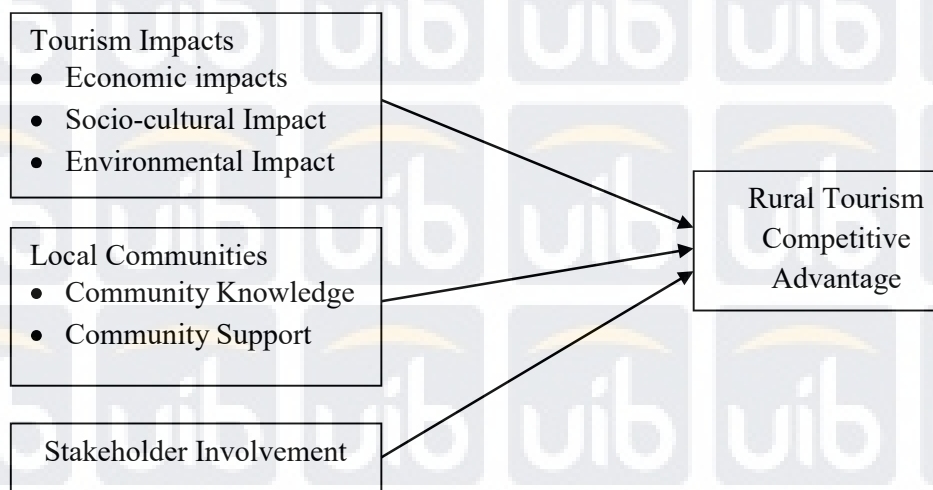 Tourism Impacts
• Economic impacts
• Socio-cultural Impact
• Environmental Impact
Local Communities
• Community Knowledge
• Community Support
Stakeholder Involvement
Rural Tourism
Competitive
Advantage
uib